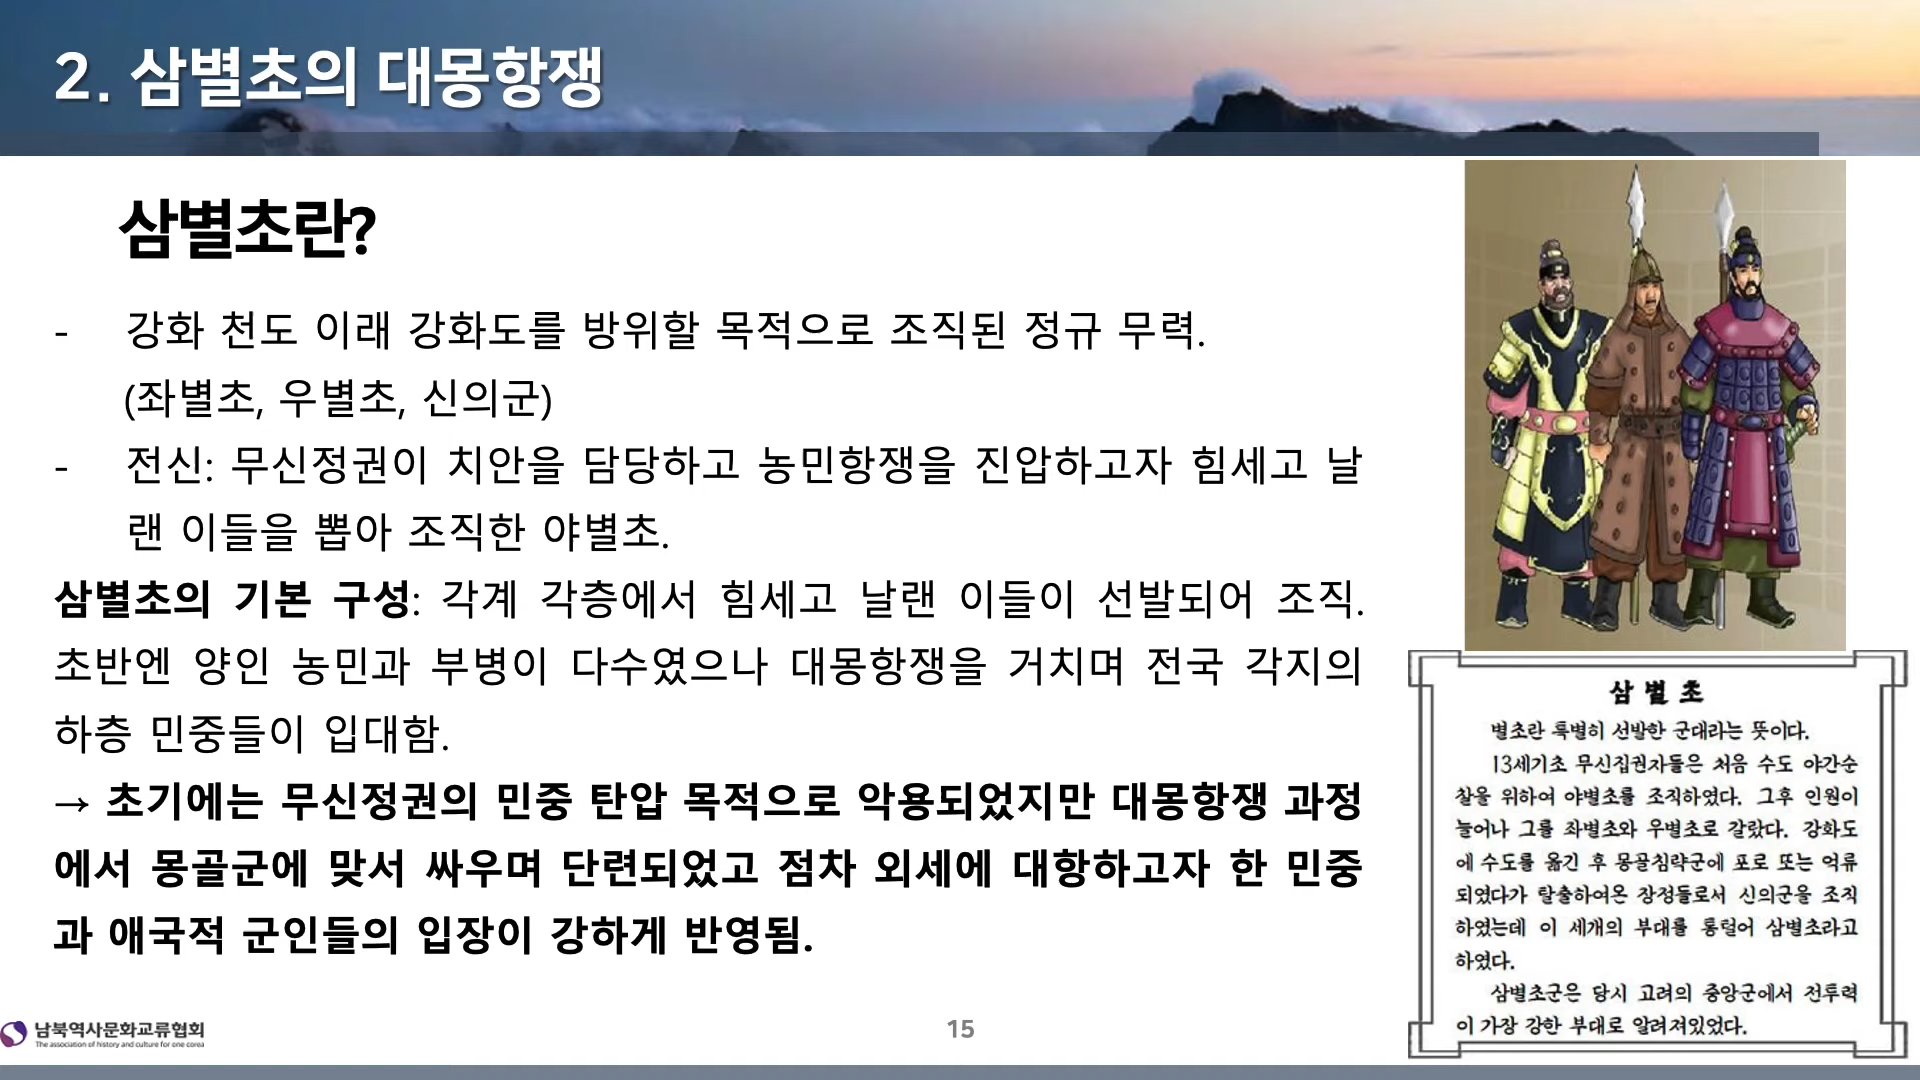 2. 삼별초의 대몽항쟁
삼별초란?
- 강화 천도 이래 강화도를 방위할 목적으로 조직된 정규 무력.
(좌별초, 우별초, 신의군)
- 전신: 무신정권이 치안을 담당하고 농민항쟁을 진압하고자 힘세고 날
랜 이들을 뽑아 조직한 야별초.
삼별초의 기본 구성: 각계 각층에서 힘세고 날랜 이들이 선발되어 조직.
초반엔 양인 농민과 부병이 다수였으나 대몽항쟁을 거치며 전국 각지의
하층 민중들이 입대함.
→ 초기에는 무신정권의 민중 탄압 목적으로 악용되었지만 대몽항쟁 과정
에서 몽골군에 맞서 싸우며 단련되었고 점차 외세에 대항하고자 한 민중
과 애국적 군인들의 입장이 강하게 반영됨.
삼별초
별초란 특별히 선발한 군대라는 뜻이다.
13세기초 무신집권자들은 처음 수도 야간순
찰을 위하여 야별초를 조직하였다. 그후 인원이
늘어나 그를 좌별초와 우별초로 갈랐다. 강화도
에 수도를 옮긴 후 몽골침략군에 포로 또는 억류
되였다가 탈출하여온 장정들로서 신의군을 조직
하였는데 이 세개의 부대를 통털어 삼별초라고
하였다.
삼별초군은 당시 고려의 중앙군에서 전투력
이 가장 강한 부대로 알려져있었다.
남북역사문화교류협회
The association of history and culture for one corea
15